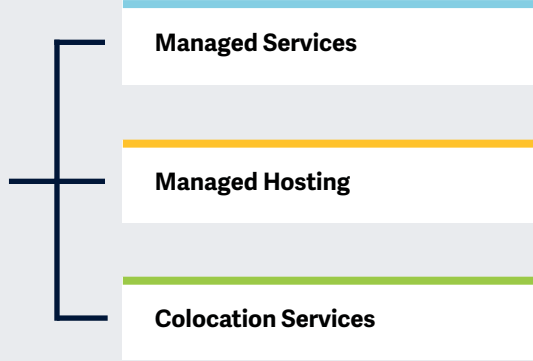 Managed Services
Managed Hosting
Colocation Services